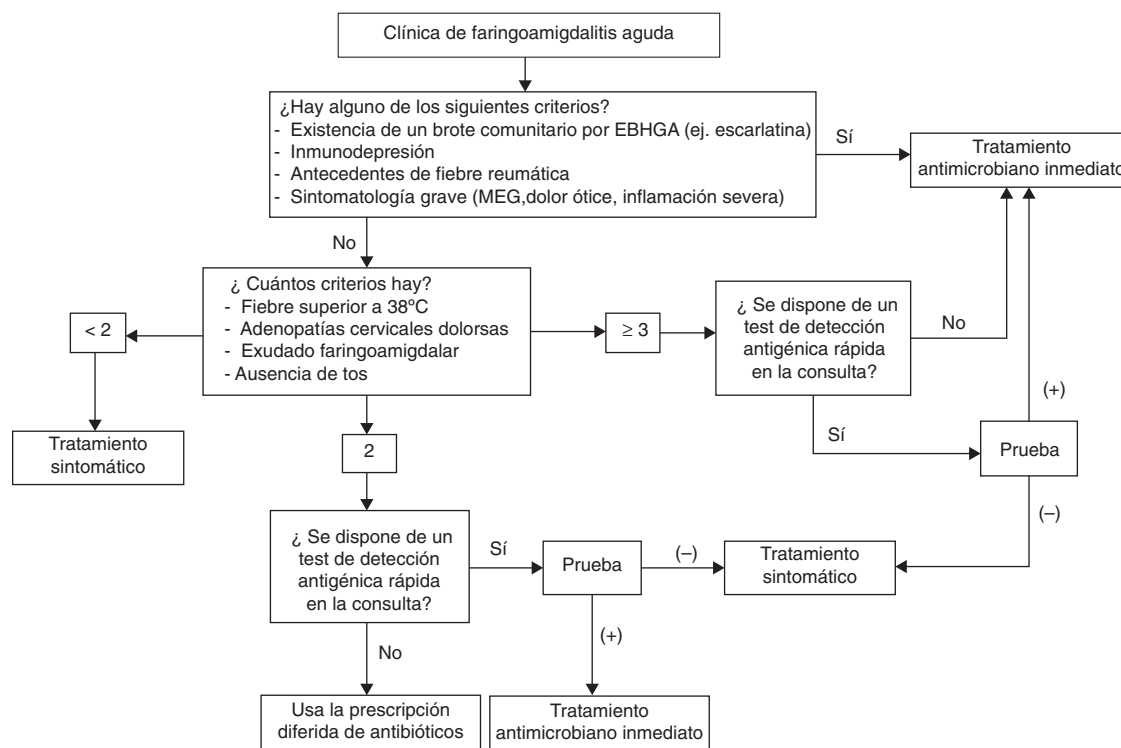 Clínica de faringoamigdalitis aguda
¿Hay alguno de los siguientes criterios?
- Existencia de un brote comunitario por EBHGA (ej. escarlatina)
- Inmunodepresión
- Antecedentes de fiebre reumática
- Sintomatología grave (MEG,dolor ótice, inflamación severa)
Sí
Tratamiento
antimicrobiano inmediato
No
¿ Cuántos criterios hay?
- Fiebre superior a 38ºC
- Adenopatías cervicales dolorsas
- Exudado faringoamigdalar
- Ausencia de tos
< 2
≥ 3
¿ Se dispone de un
test de detección
antigénica rápida
en la consulta?
No
Sí
(+)
Prueba
(–)
Tratamiento
sintomático
2
¿ Se dispone de un
test de detección
antigénica rápida
en la consulta?
Sí
Prueba
(–)
Tratamiento
sintomático
(+)
No
Usa la prescripción
diferida de antibióticos
Tratamiento
antimicrobiano inmediato